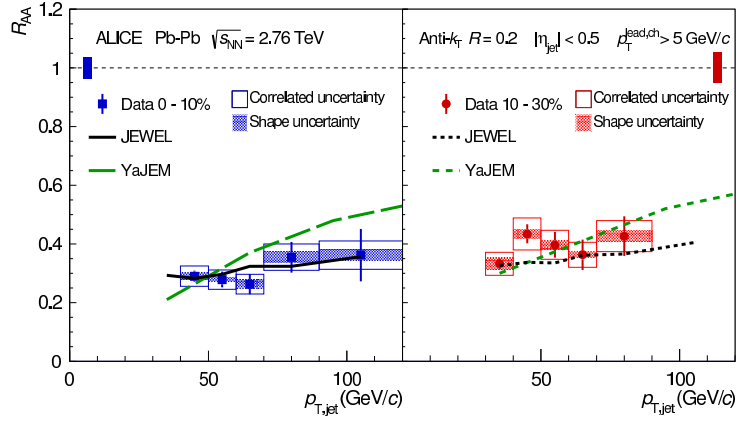 R_AA
ALICE Pb-Pb √s_NN = 2.76 TeV
Data 0 - 10%
Correlated uncertainty
Shape uncertainty
JEWEL
YaJEM
Anti-k_T R = 0.2 |η_jet| < 0.5 p_T^lead,ch > 5 GeV/c
Data 10 - 30%
Correlated uncertainty
Shape uncertainty
JEWEL
YaJEM
1.2
1
0.8
0.6
0.4
0.2
0
0 50 100
50 100
p_T,jet (GeV/c)
p_T,jet (GeV/c)